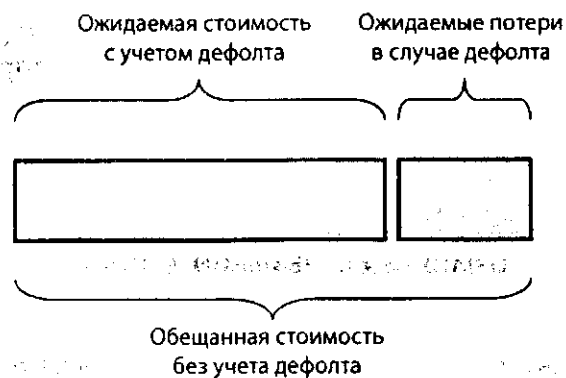 Ожидаемая стоимость
с учетом дефолта
Ожидаемые потери
в случае дефолта
Обещанная стоимость
без учета дефолта